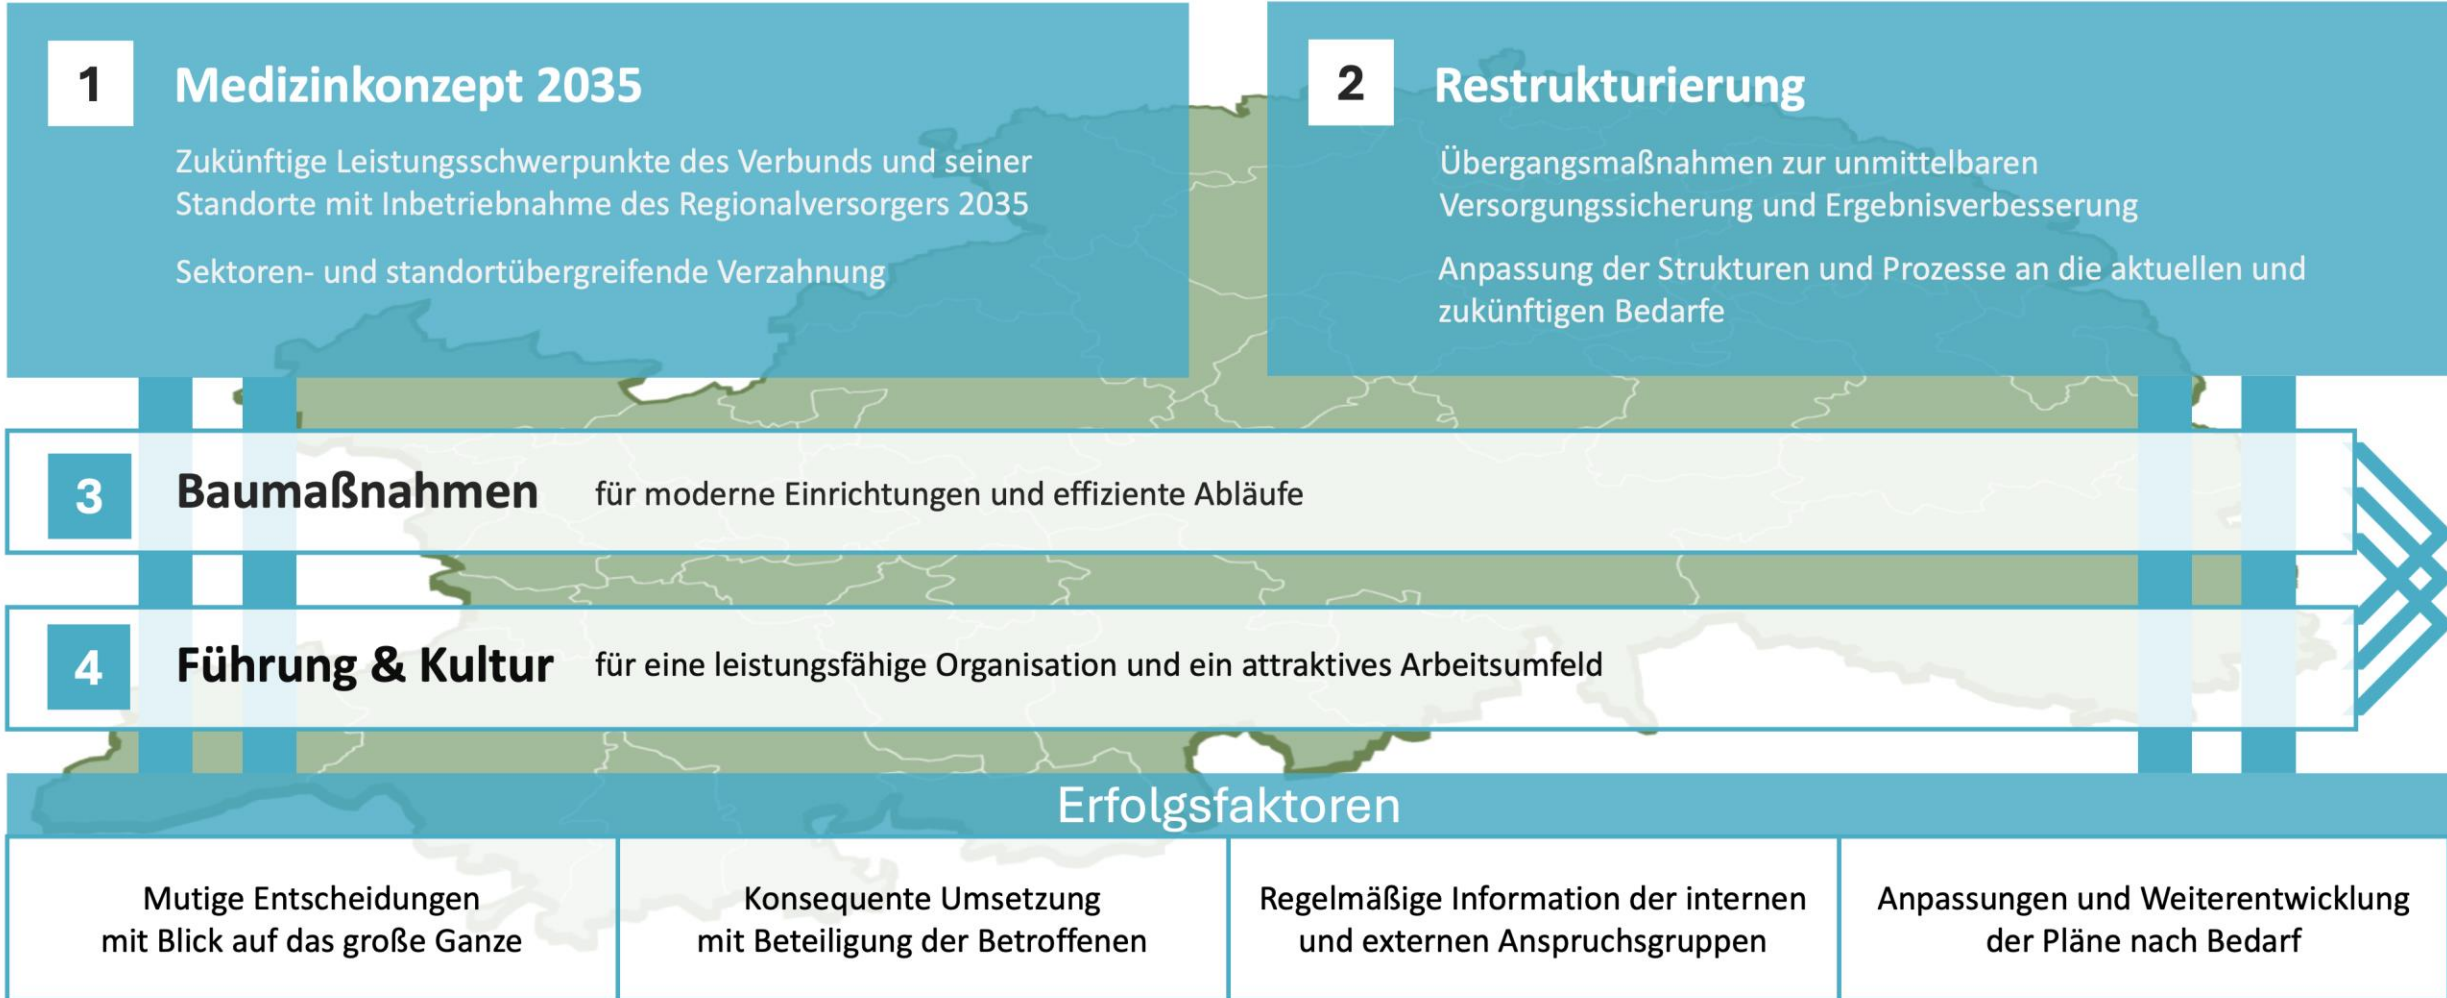 1
Medizinkonzept 2035
Zukünftige Leistungsschwerpunkte des Verbunds und seiner
Standorte mit Inbetriebnahme des Regionalversorgers 2035
Sektoren- und standortübergreifende Verzahnung
2
Restrukturierung
Übergangsmaßnahmen zur unmittelbaren
Versorgungssicherung und Ergebnisverbesserung
Anpassung der Strukturen und Prozesse an die aktuellen und
zukünftigen Bedarfe
3
Baumaßnahmen
für moderne Einrichtungen und effiziente Abläufe
4
Führung & Kultur
für eine leistungsfähige Organisation und ein attraktives Arbeitsumfeld
Erfolgsfaktoren
Mutige Entscheidungen
mit Blick auf das große Ganze
Konsequente Umsetzung
mit Beteiligung der Betroffenen
Regelmäßige Information der internen
und externen Anspruchsgruppen
Anpassungen und Weiterentwicklung
der Pläne nach Bedarf